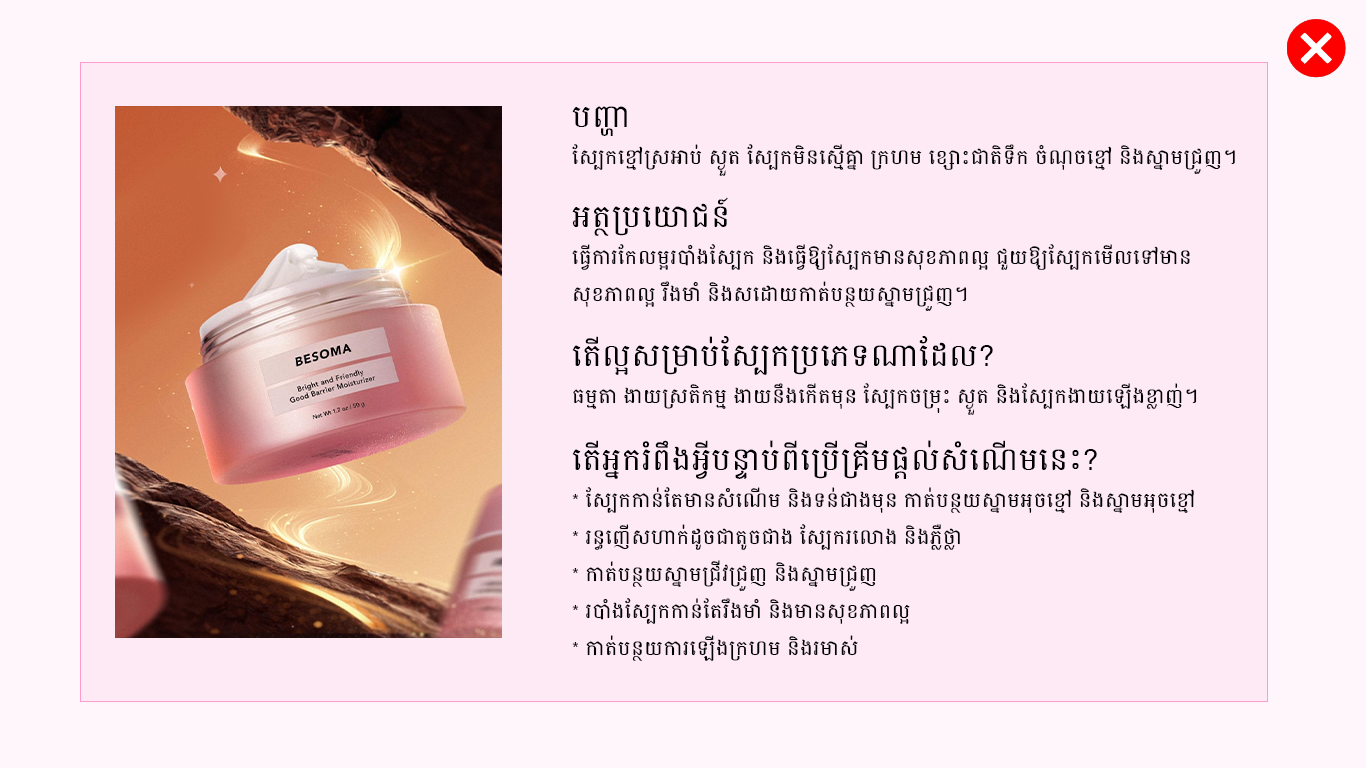 BESOMA
Bright and Friendly
Good Barrier Moisturizer
Net Wt 1.2 oz / 50 g
បញ្ហា
ស្បែកខ្មៅស្រអាប់ ស្ងួត ស្បែកមិនស្មើគ្នា ក្រហម ខ្សោះជាតិទឹក ចំណុចខ្មៅ និងស្នាមជ្រួញ។
អត្ថប្រយោជន៍
ធ្វើការកែលម្អរបាំងស្បែក និងធ្វើឱ្យស្បែកមានសុខភាពល្អ ជួយឱ្យស្បែកមើលទៅមាន
សុខភាពល្អ រឹងមាំ និងសដោយកាត់បន្ថយស្នាមជ្រួញ។
តើល្អសម្រាប់ស្បែកប្រភេទណាដែល?
ធម្មតា ងាយស្រតិកម្ម ងាយនឹងកើតមុន ស្បែកចម្រុះ ស្ងួត និងស្បែកងាយឡើងខ្លាញ់។
តើអ្នករំពឹងអ្វីបន្ទាប់ពីប្រើគ្រីមផ្តល់សំណើមនេះ?
* ស្បែកកាន់តែមានសំណើម និងទន់ជាងមុន កាត់បន្ថយស្នាមអុចខ្មៅ និងស្នាមអុចខ្មៅ
* រន្ធញើសហាក់ដូចជាតូចជាង ស្បែករលោង និងភ្លឺថ្លា
* កាត់បន្ថយស្នាមជ្រីវជ្រួញ និងស្នាមជ្រួញ
* របាំងស្បែកកាន់តែរឹងមាំ និងមានសុខភាពល្អ
* កាត់បន្ថយការឡើងក្រហម និងរមាស់